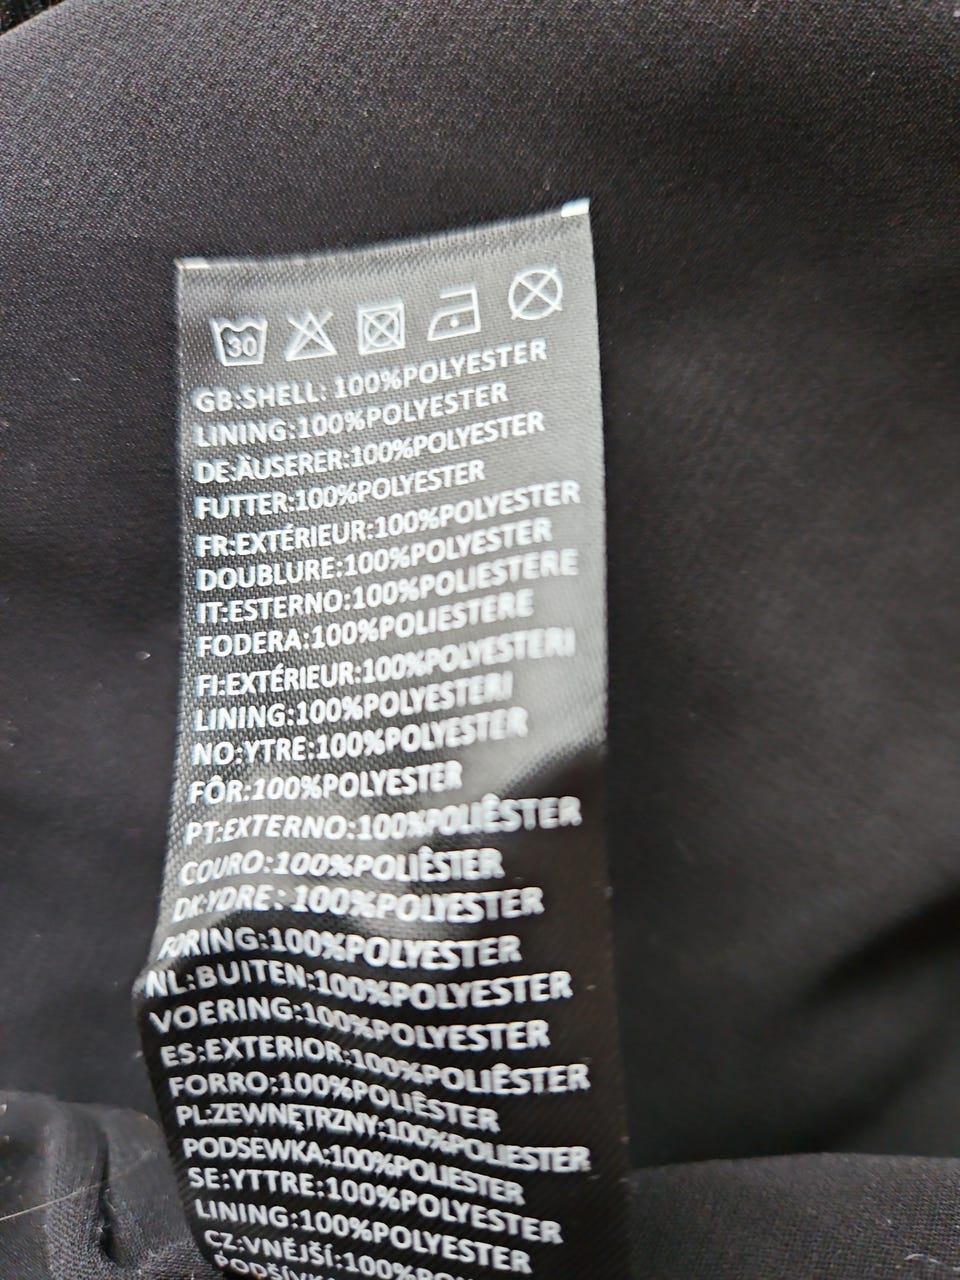 30
GB:SHELL: 100%POLYESTER
LINING:100%POLYESTER
DE:ÄUSERER:100%POLYESTER
FUTTER:100%POLYESTER
FR:EXTÉRIEUR:100%POLYESTER
DOUBLURE:100%POLYESTER
IT:ESTERNO:100%POLIESTERE
FODERA:100%POLIESTERE
FI:EXTÉRIEUR:100%POLYESTERI
LINING:100%POLYESTERI
NO:YTRE:100%POLYESTER
FÔR:100%POLYESTER
PT:EXTERNO:100%POLIÊSTER
COURO:100%POLIÊSTER
DK:YDRE: 100%POLYESTER
FORING:100%POLYESTER
NL:BUITEN:100%POLYESTER
VOERING:100%POLYESTER
ES:EXTERIOR:100%POLIÊSTER
FORRO:100%POLIÊSTER
PL:ZEWNĘTRZNY:100%POLIESTER
PODSEWKA:100%POLIESTER
SE:YTTRE:100%POLYESTER
LINING:100%POLYESTER
CZ:VNĚJŠÍ:100%